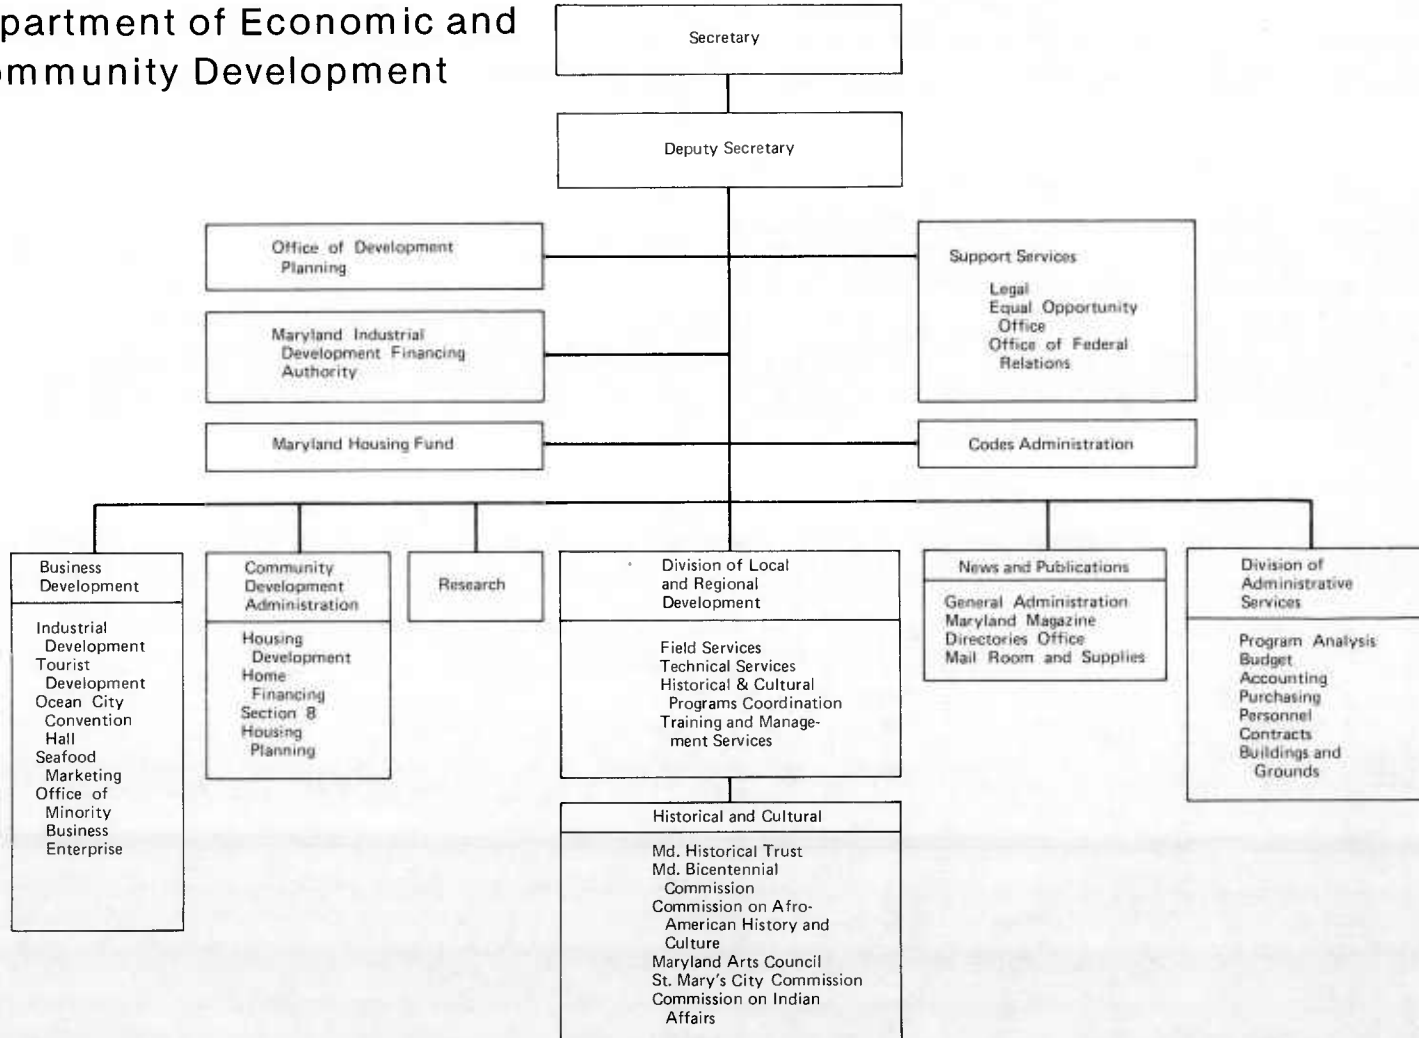 partment of Economic and
mmunity Development
Secretary
Deputy Secretary
Office of Development
Planning
Support Services
Legal
Equal Opportunity
Office
Office of Federal
Relations
Maryland Industrial
Development Financing
Authority
Maryland Housing Fund
Codes Administration
Business
Development
Industrial
Development
Tourist
Development
Ocean City
Convention
Hall
Seafood
Marketing
Office of
Minority
Business
Enterprise
Community
Development
Administration
Housing
Development
Home
Financing
Section 8
Housing
Planning
Research
Division of Local
and Regional
Development
Field Services
Technical Services
Historical & Cultural
Programs Coordination
Training and Manage-
ment Services
Historical and Cultural
Md. Historical Trust
Md. Bicentennial
Commission
Commission on Afro-
American History and
Culture
Maryland Arts Council
St. Mary's City Commission
Commission on Indian
Affairs
News and Publications
General Administration
Maryland Magazine
Directories Office
Mail Room and Supplies
Division of
Administrative
Services
Program Analysis
Budget
Accounting
Purchasing
Personnel
Contracts
Buildings and
Grounds